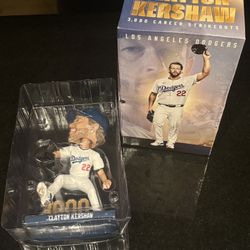 KERSHAW
3,000 CAREER STRIKEOUTS
LOS ANGELES DODGERS
Dodgers
22
Dodgers
22
3000
CLAYTON KERSHAW